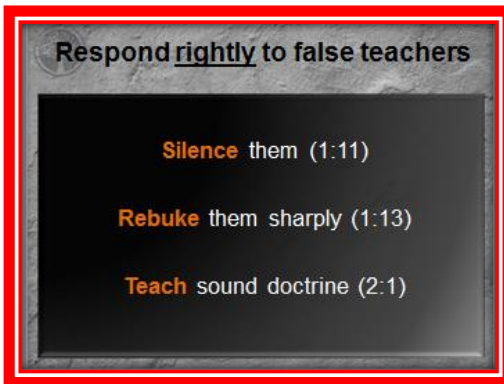 Respond rightly to false teachers
Silence them (1:11)
Rebuke them sharply (1:13)
Teach sound doctrine (2:1)